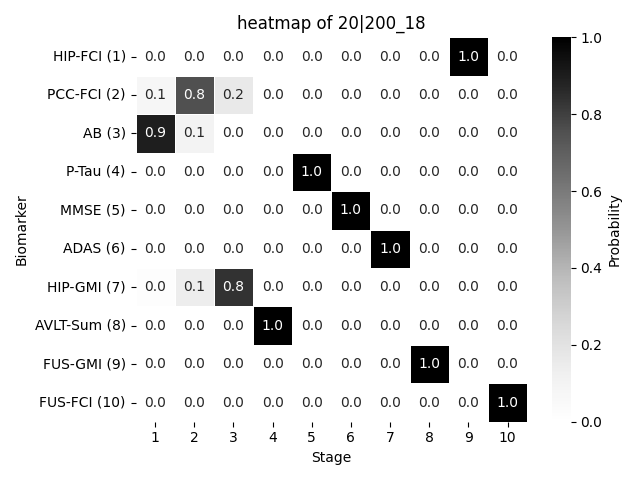 heatmap of 20|200_18
HIP-FCI (1) 0.0 0.0 0.0 0.0 0.0 0.0 0.0 0.0 1.0 0.0
PCC-FCI (2) 0.1 0.8 0.2 0.0 0.0 0.0 0.0 0.0 0.0 0.0
AB (3) 0.9 0.1 0.0 0.0 0.0 0.0 0.0 0.0 0.0 0.0
P-Tau (4) 0.0 0.0 0.0 0.0 1.0 0.0 0.0 0.0 0.0 0.0
MMSE (5) 0.0 0.0 0.0 0.0 0.0 1.0 0.0 0.0 0.0 0.0
ADAS (6) 0.0 0.0 0.0 0.0 0.0 0.0 1.0 0.0 0.0 0.0
HIP-GMI (7) 0.0 0.1 0.8 0.0 0.0 0.0 0.0 0.0 0.0 0.0
AVLT-Sum (8) 0.0 0.0 0.0 1.0 0.0 0.0 0.0 0.0 0.0 0.0
FUS-GMI (9) 0.0 0.0 0.0 0.0 0.0 0.0 0.0 1.0 0.0 0.0
FUS-FCI (10) 0.0 0.0 0.0 0.0 0.0 0.0 0.0 0.0 0.0 1.0
1 2 3 4 5 6 7 8 9 10
Stage
Biomarker
1.0
0.8
0.6
0.4
0.2
0.0
Probability